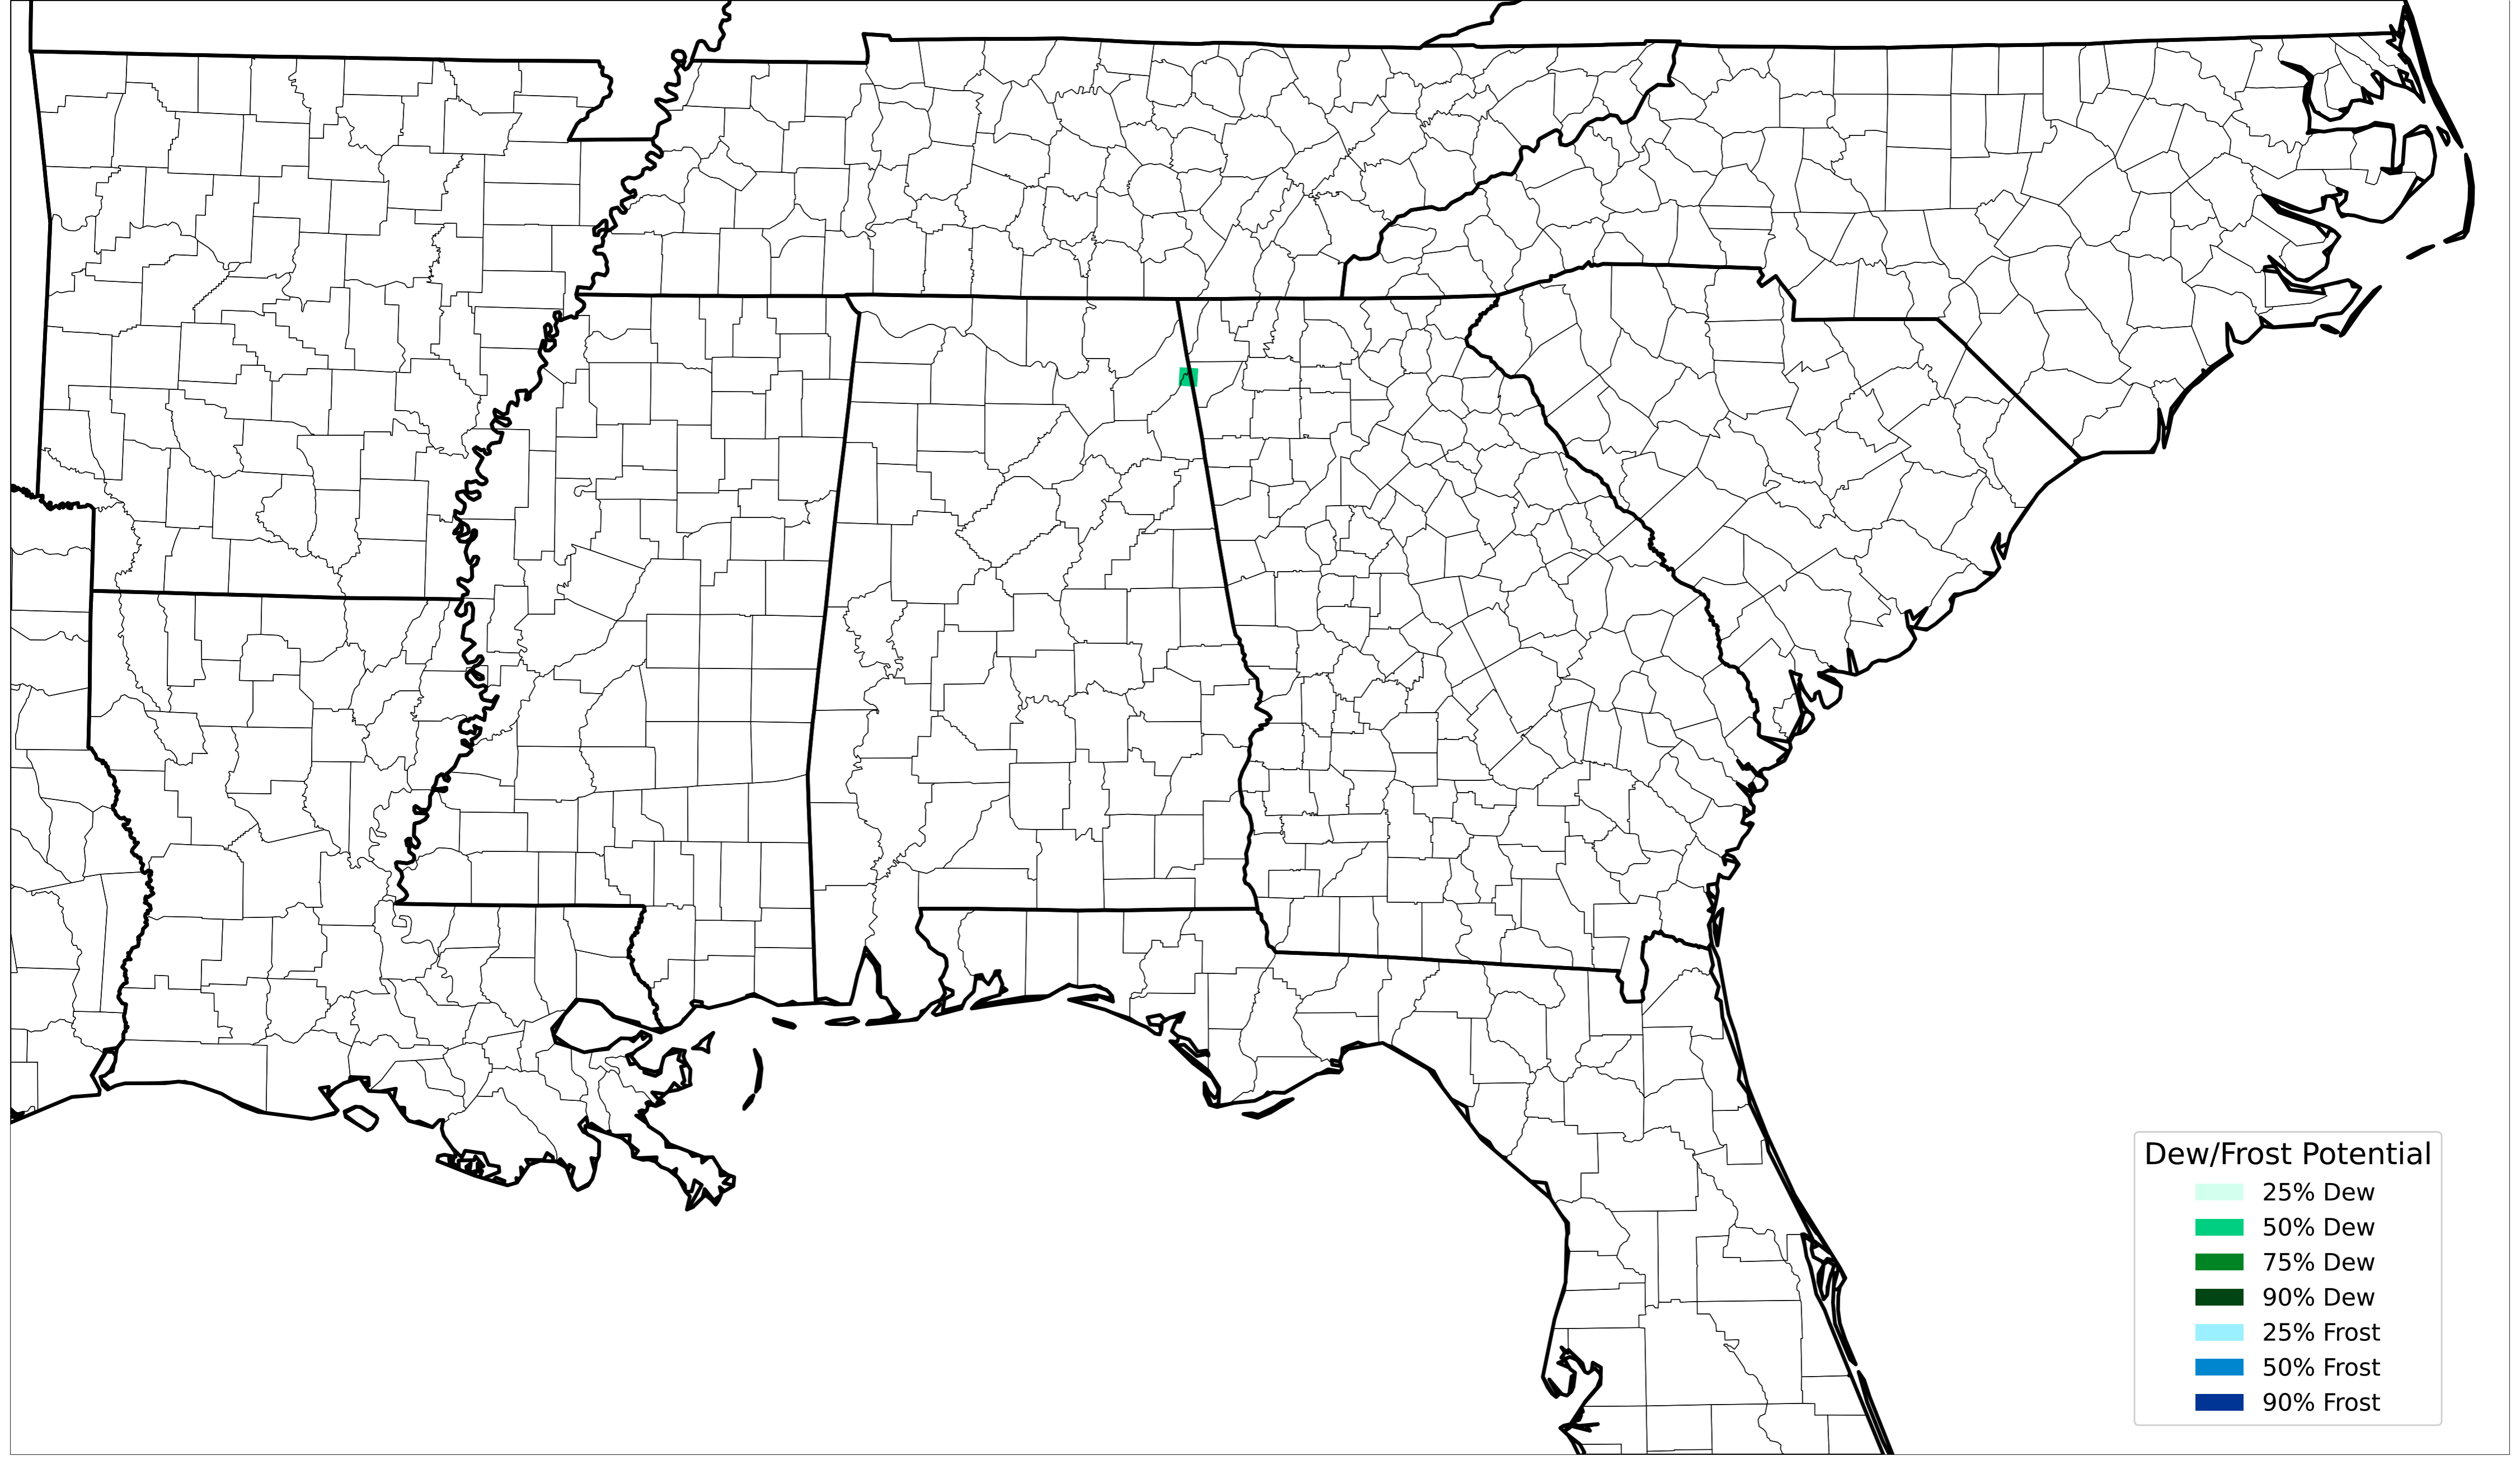 Dew/Frost Potential
25% Dew
50% Dew
75% Dew
90% Dew
25% Frost
50% Frost
90% Frost